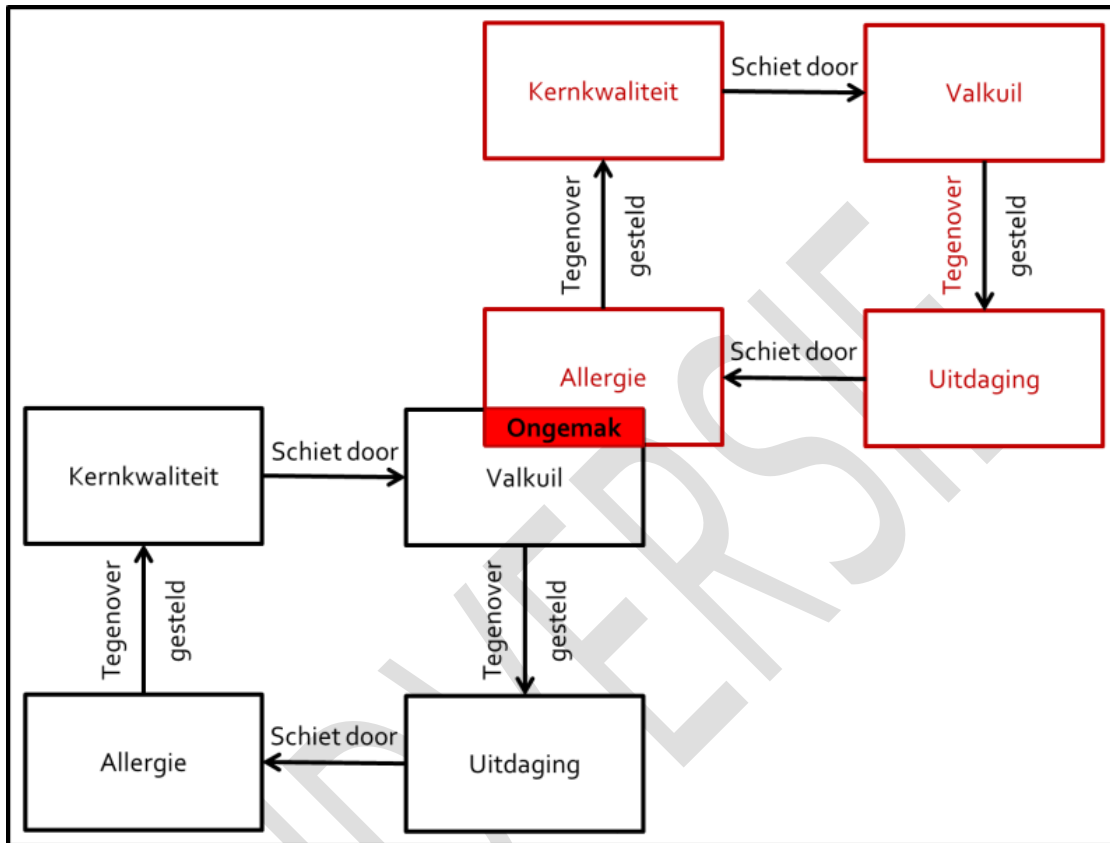 Kernkwaliteit
Schiet door
Valkuil
Tegenover
gesteld
Tegenover
gesteld
Allergie
Schiet door
Uitdaging
Ongemak
Kernkwaliteit
Schiet door
Valkuil
Tegenover
gesteld
Tegenover
gesteld
Allergie
Schiet door
Uitdaging